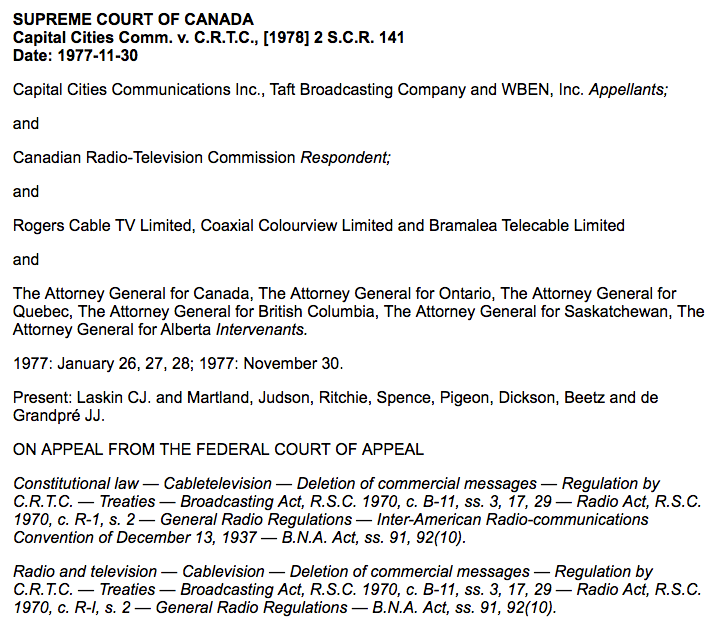 SUPREME COURT OF CANADA
Capital Cities Comm. v. C.R.T.C., [1978] 2 S.C.R. 141
Date: 1977-11-30
Capital Cities Communications Inc., Taft Broadcasting Company and WBEN, Inc. Appellants;
and
Canadian Radio-Television Commission Respondent;
and
Rogers Cable TV Limited, Coaxial Colourview Limited and Bramalea Telecable Limited
and
The Attorney General for Canada, The Attorney General for Ontario, The Attorney General for
Quebec, The Attorney General for British Columbia, The Attorney General for Saskatchewan, The
Attorney General for Alberta Intervenants.
1977: January 26, 27, 28; 1977: November 30.
Present: Laskin CJ. and Martland, Judson, Ritchie, Spence, Pigeon, Dickson, Beetz and de
Grandpré JJ.
ON APPEAL FROM THE FEDERAL COURT OF APPEAL
Constitutional law — Cabletelevision — Deletion of commercial messages — Regulation by
C.R.T.C. — Treaties — Broadcasting Act, R.S.C. 1970, c. B-11, ss. 3, 17, 29 — Radio Act, R.S.C.
1970, c. R-1, s. 2 — General Radio Regulations — Inter-American Radio-communications
Convention of December 13, 1937 — B.N.A. Act, ss. 91, 92(10).
Radio and television — Cablevision — Deletion of commercial messages — Regulation by
C.R.T.C. — Treaties — Broadcasting Act, R.S.C. 1970, c. B-11, ss. 3, 17, 29 — Radio Act, R.S.C.
1970, c. R-l, s. 2 — General Radio Regulations — B.N.A. Act, ss. 91, 92(10).